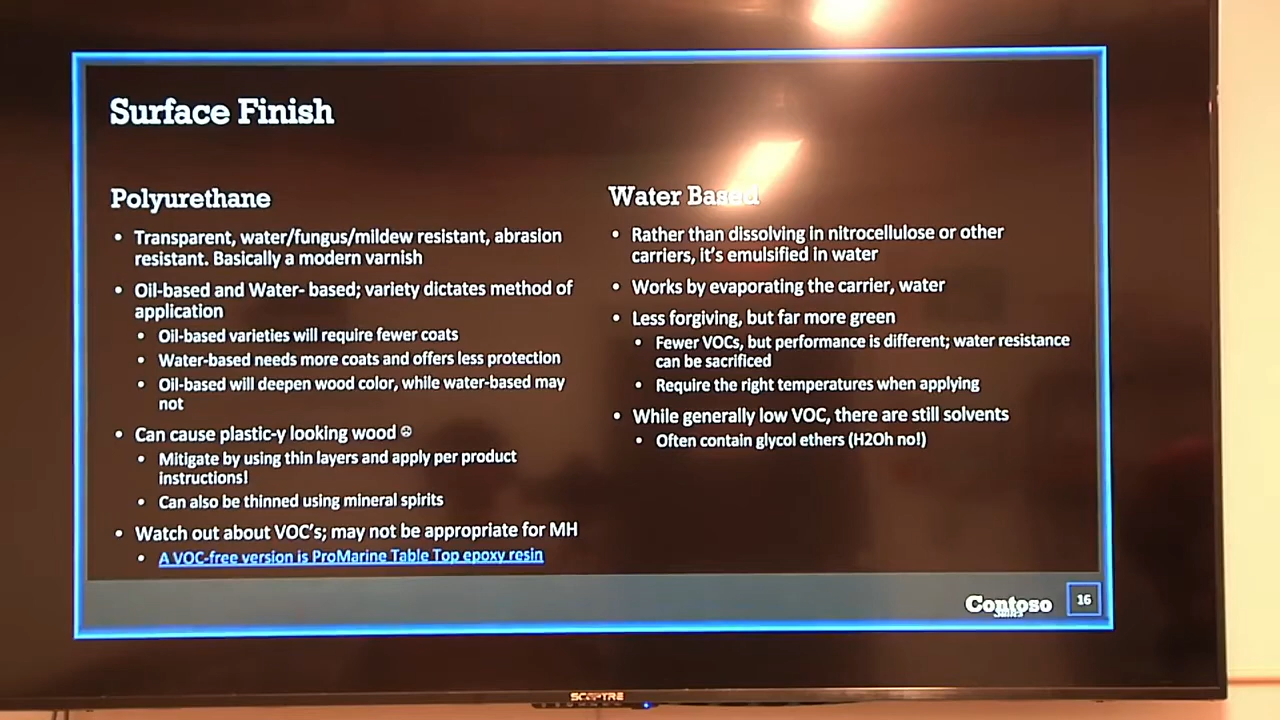 Surface Finish
Polyurethane
• Transparent, water/fungus/mildew resistant, abrasion
resistant. Basically a modern varnish
• Oil-based and Water- based; variety dictates method of
application
• Oil-based varieties will require fewer coats
• Water-based needs more coats and offers less protection
• Oil-based will deepen wood color, while water-based may
not
• Can cause plastic-y looking wood ☹
• Mitigate by using thin layers and apply per product
instructions!
• Can also be thinned using mineral spirits
• Watch out about VOC's; may not be appropriate for MH
• A VOC-free version is ProMarine Table Top epoxy resin
Water Based
• Rather than dissolving in nitrocellulose or other
carriers, it's emulsified in water
• Works by evaporating the carrier, water
• Less forgiving, but far more green
• Fewer VOCs, but performance is different; water resistance
can be sacrificed
• Require the right temperatures when applying
• While generally low VOC, there are still solvents
• Often contain glycol ethers (H2Oh no!)
Contoso
16
SCEPTRE